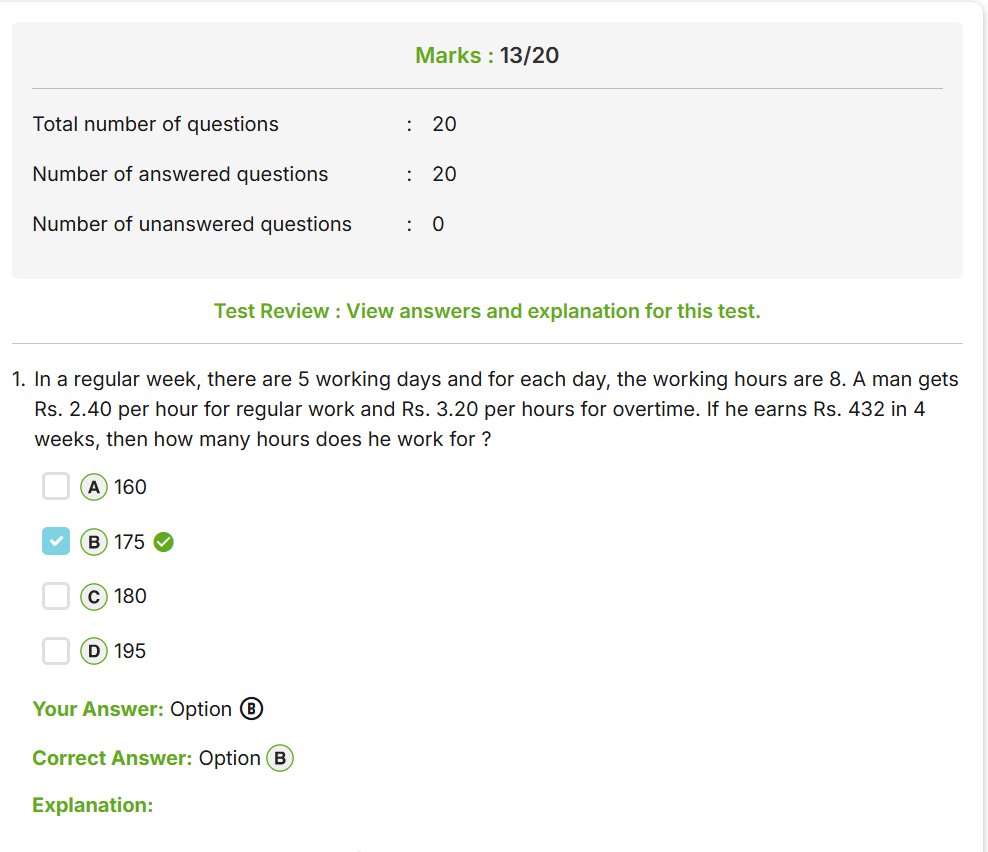 Marks : 13/20
Total number of questions : 20
Number of answered questions : 20
Number of unanswered questions : 0
Test Review : View answers and explanation for this test.
1. In a regular week, there are 5 working days and for each day, the working hours are 8. A man gets
Rs. 2.40 per hour for regular work and Rs. 3.20 per hours for overtime. If he earns Rs. 432 in 4
weeks, then how many hours does he work for ?
A 160
B 175
C 180
D 195
Your Answer: Option B
Correct Answer: Option B
Explanation: